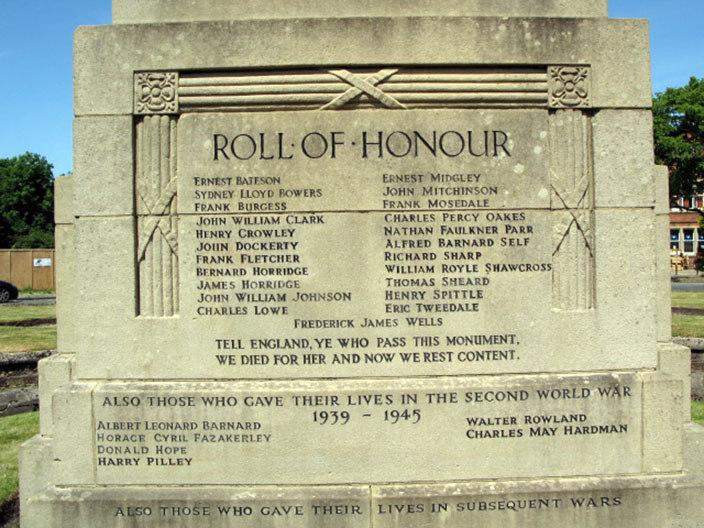 ROLL·OF·HONOUR
ERNEST BATESON
SYDNEY LLOYD BOWERS
FRANK BURGESS
JOHN WILLIAM CLARK
HENRY CROWLEY
JOHN DOCKERTY
FRANK FLETCHER
BERNARD HORRIDGE
JAMES HORRIDGE
JOHN WILLIAM JOHNSON
CHARLES LOWE
ERNEST MIDGLEY
JOHN MITCHINSON
FRANK MOSEDALE
CHARLES PERCY OAKES
NATHAN FAULKNER PARR
ALFRED BARNARD SELF
RICHARD SHARP
WILLIAM ROYLE SHAWCROSS
THOMAS SHEARD
HENRY SPITTLE
ERIC TWEEDALE
FREDERICK JAMES WELLS
TELL ENGLAND, YE WHO PASS THIS MONUMENT,
WE DIED FOR HER AND NOW WE REST CONTENT.
ALSO THOSE WHO GAVE THEIR LIVES IN THE SECOND WORLD WAR
1939 - 1945
ALBERT LEONARD BARNARD
HORACE CYRIL FAZAKERLEY
DONALD HOPE
HARRY PILLEY
WALTER ROWLAND
CHARLES MAY HARDMAN
ALSO THOSE WHO GAVE THEIR LIVES IN SUBSEQUENT WARS